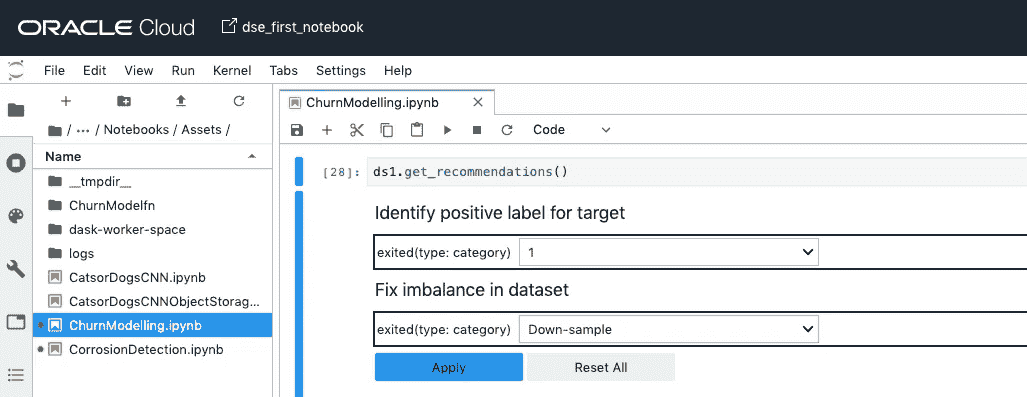 ORACLE Cloud dse_first_notebook
File Edit View Run Kernel Tabs Settings Help
ChurnModelling.ipynb
/ ··· / Notebooks / Assets /
Code
Name
__tmpdir__
ChurnModelfn
dask-worker-space
logs
CatsorDogsCNN.ipynb
CatsorDogsCNNObjectStorag...
ChurnModelling.ipynb
CorrosionDetection.ipynb
[28]: ds1.get_recommendations()
Identify positive label for target
exited(type: category) 1
Fix imbalance in dataset
exited(type: category) Down-sample
Apply Reset All